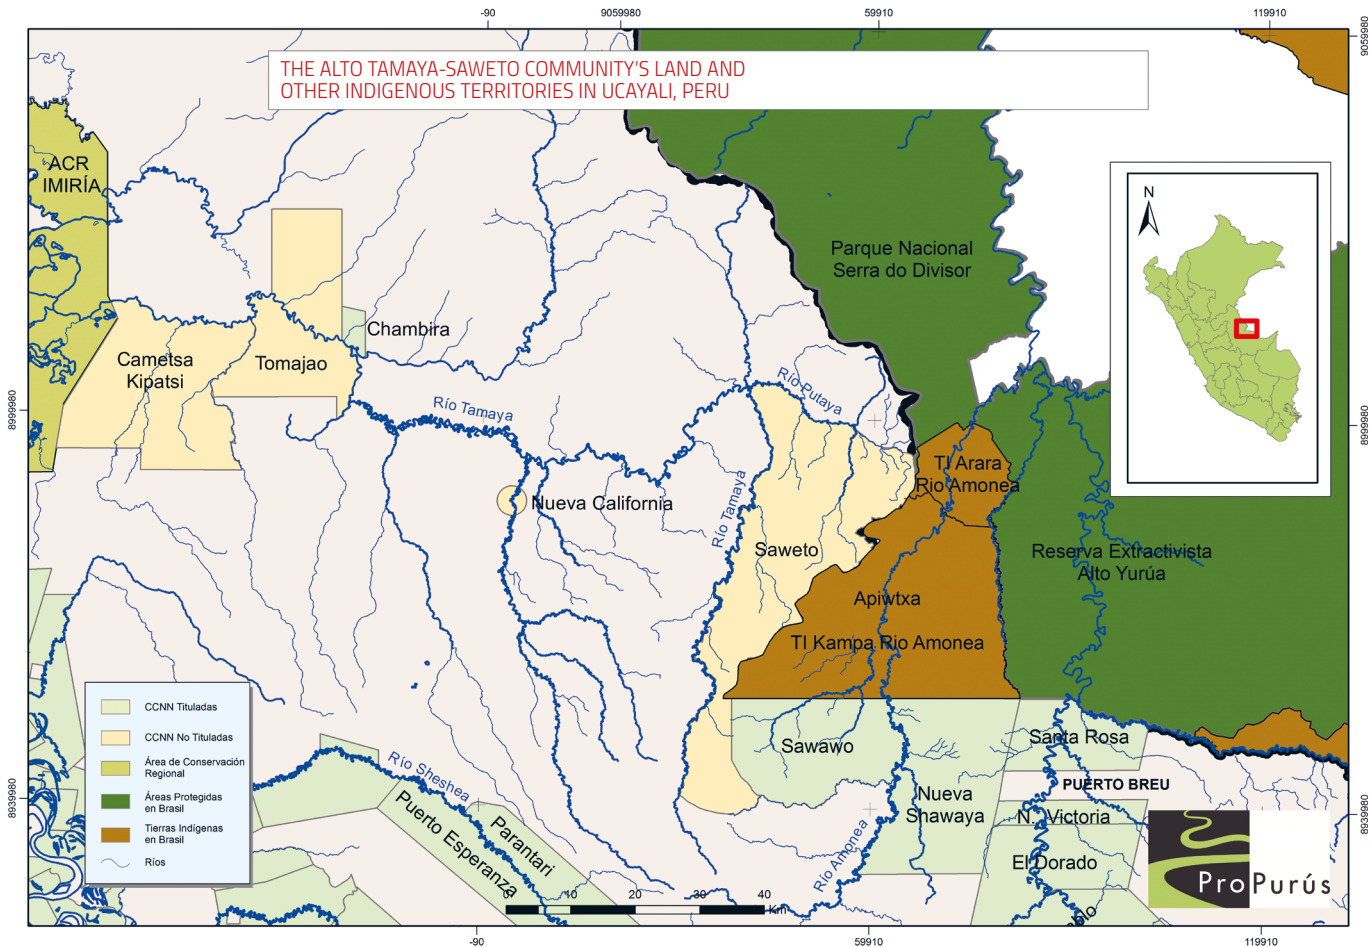 -90
9059980
59910
119910
9059980
THE ALTO TAMAYA-SAWETO COMMUNITY'S LAND AND
OTHER INDIGENOUS TERRITORIES IN UCAYALI, PERU
ACR
IMIRÍA
Parque Nacional
Serra do Divisor
N
Chambira
Cametsa
Kipatsi
Tomajao
Río Putaya
Río Tamaya
8999980
8999980
TI Arara
Rio Amonea
Nueva California
Río Tamaya
Saweto
Reserva Extractivista
Alto Yurúa
Apiwtxa
TI Kampa Rio Amonea
CCNN Tituladas
CCNN No Tituladas
Área de Conservación
Regional
Áreas Protegidas
en Brasil
Tierras Indígenas
en Brasil
Ríos
Sawawo
Santa Rosa
Río Sheshea
PUERTO BREU
8939980
8939980
Nueva
Shawaya
N. Victoria
Puerto Esperanza
Parantari
Río Amonea
El Dorado
ProPurús
10
20
30
40
Km
blo
-90
59910
119910